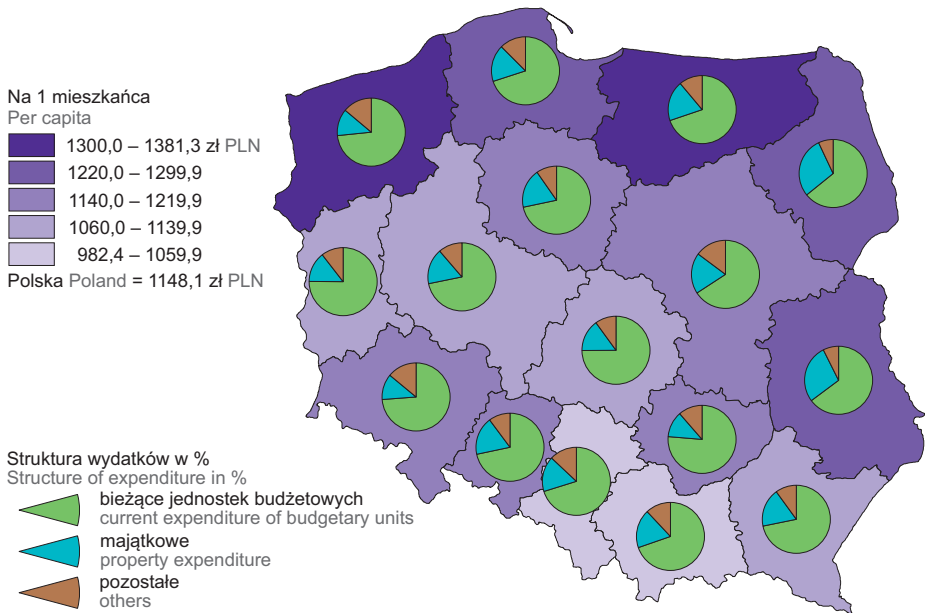 Na 1 mieszkańca
Per capita
1300,0 – 1381,3 zł PLN
1220,0 – 1299,9
1140,0 – 1219,9
1060,0 – 1139,9
982,4 – 1059,9
Polska Poland = 1148,1 zł PLN
Struktura wydatków w %
Structure of expenditure in %
bieżące jednostek budżetowych
current expenditure of budgetary units
majątkowe
property expenditure
pozostałe
others